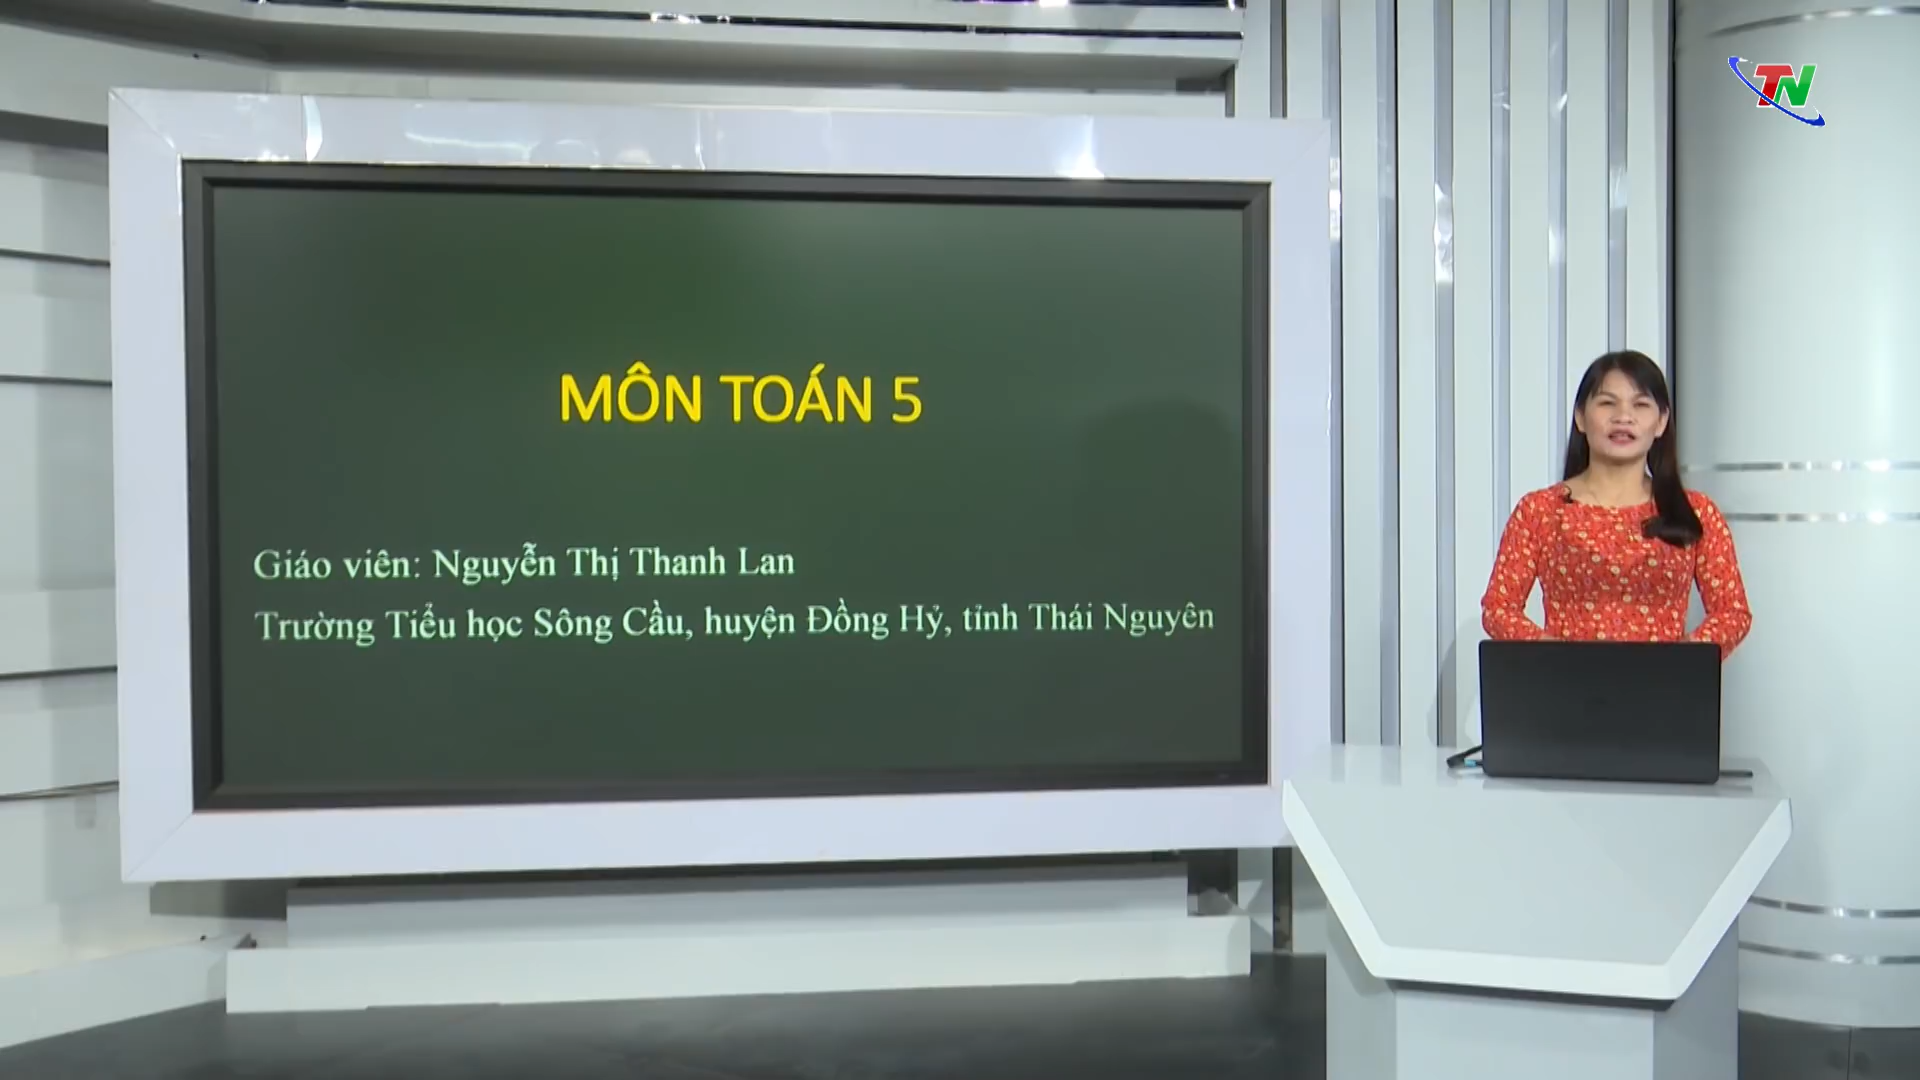 TN
MÔN TOÁN 5
Giáo viên: Nguyễn Thị Thanh Lan
Trường Tiểu học Sông Cầu, huyện Đồng Hỷ, tỉnh Thái Nguyên